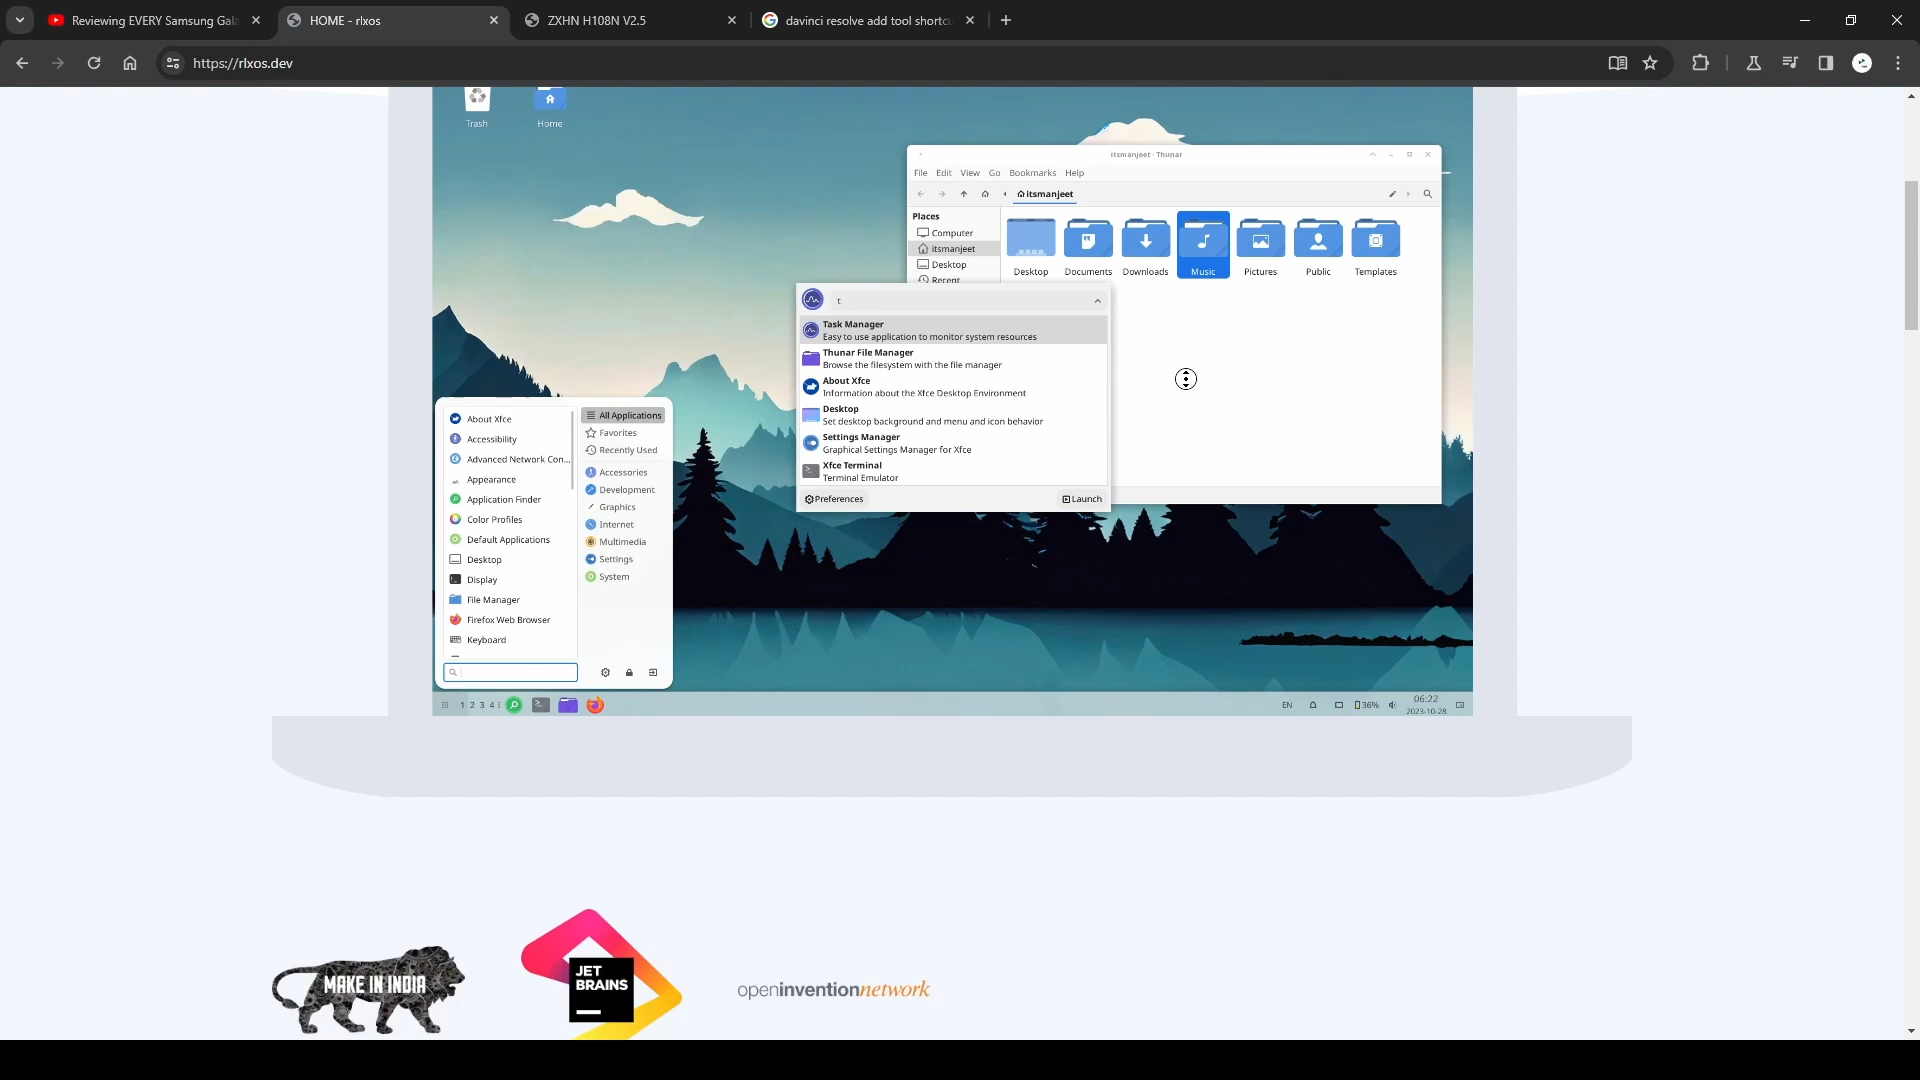 Reviewing EVERY Samsung Gala
HOME - rlxos
ZXHN H108N V2.5
davinci resolve add tool shortcu
https://rlxos.dev
Trash
Home
itsmanjeet - Thunar
File Edit View Go Bookmarks Help
itsmanjeet
Places
Computer
itsmanjeet
Desktop
Recent
Desktop
Documents
Downloads
Music
Pictures
Public
Templates
t
Task Manager
Easy to use application to monitor system resources
Thunar File Manager
Browse the filesystem with the file manager
About Xfce
Information about the Xfce Desktop Environment
Desktop
Set desktop background and menu and icon behavior
Settings Manager
Graphical Settings Manager for Xfce
Xfce Terminal
Terminal Emulator
Preferences
Launch
About Xfce
Accessibility
Advanced Network Con...
Appearance
Application Finder
Color Profiles
Default Applications
Desktop
Display
File Manager
Firefox Web Browser
Keyboard
All Applications
Favorites
Recently Used
Accessories
Development
Graphics
Internet
Multimedia
Settings
System
1 2 3 4
EN
36%
06:22
2023-10-28
MAKE IN INDIA
JET
BRAINS
openinventionnetwork